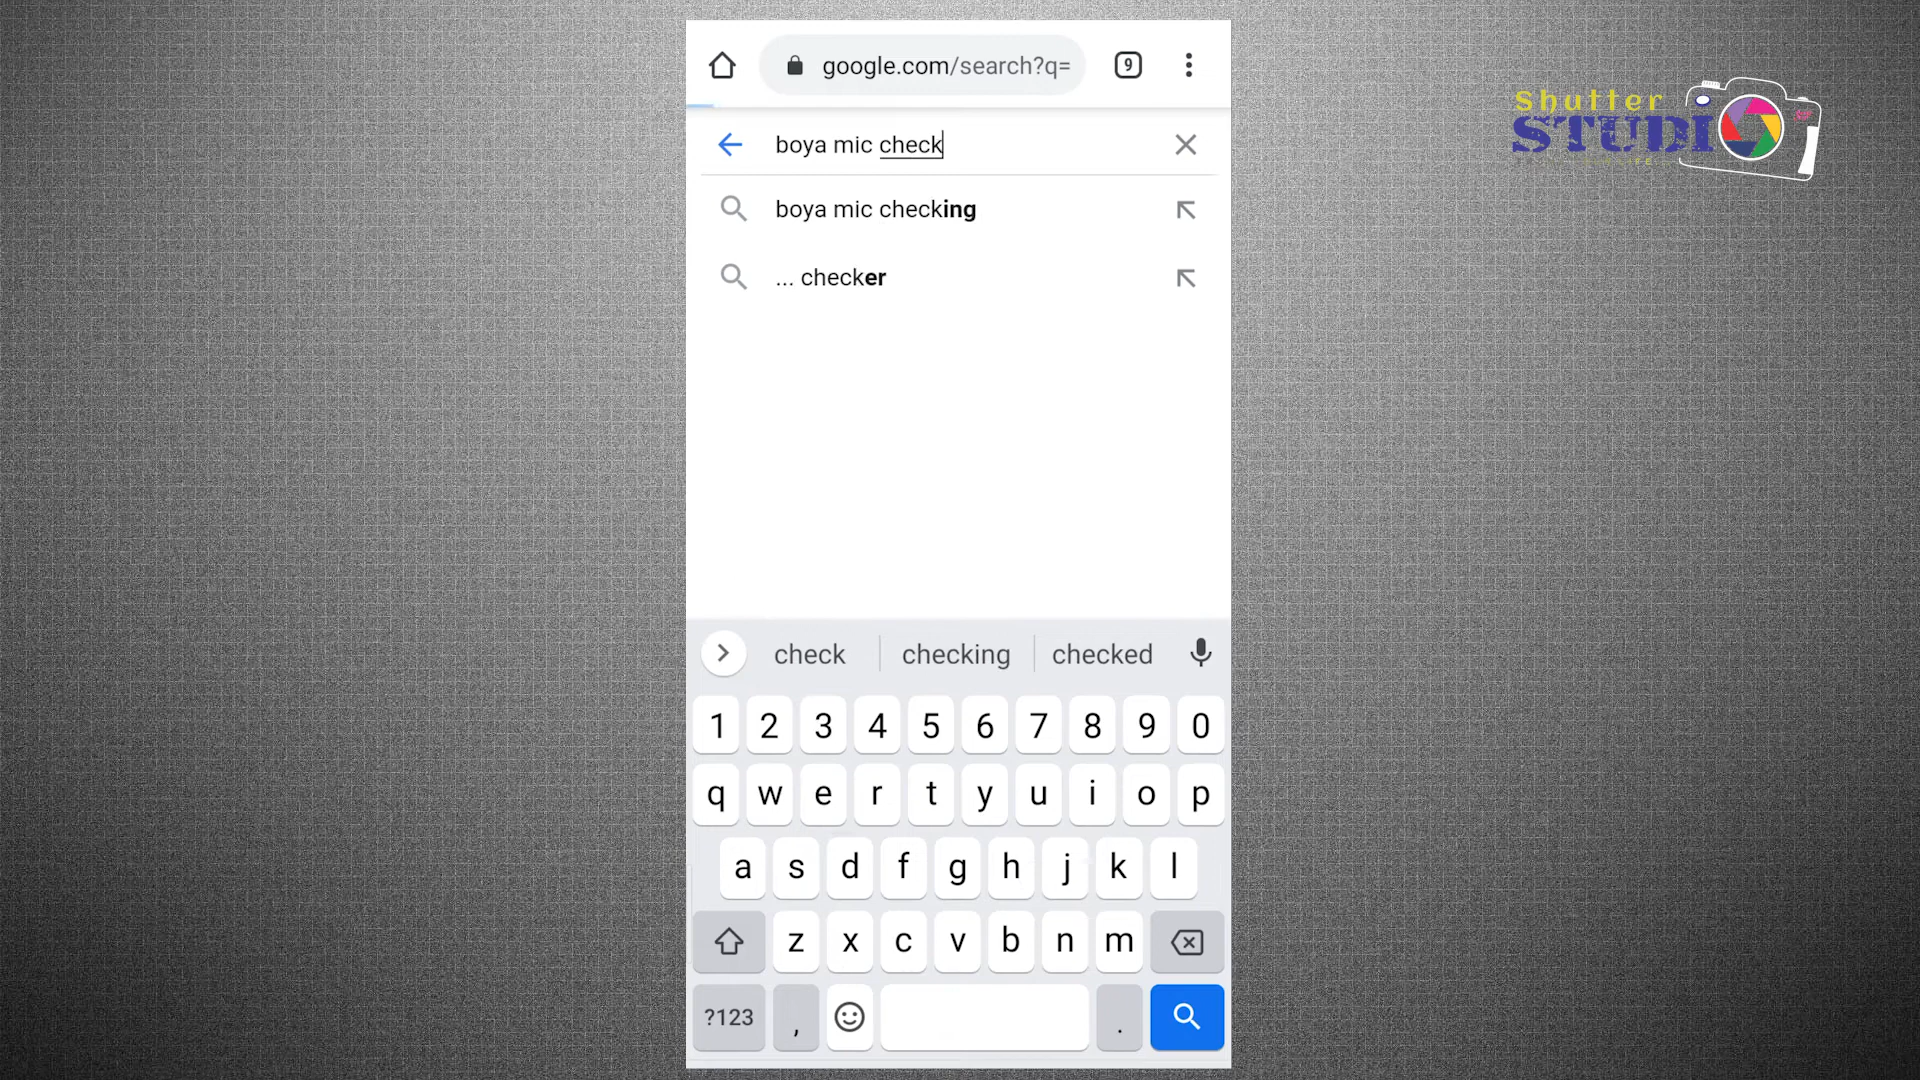 google.com/search?q=
9
Shutter
STUDIO
boya mic check
boya mic checking
... checker
check checking checked
1 2 3 4 5 6 7 8 9 0
q w e r t y u i o p
a s d f g h j k l
z x c v b n m
?123 , .